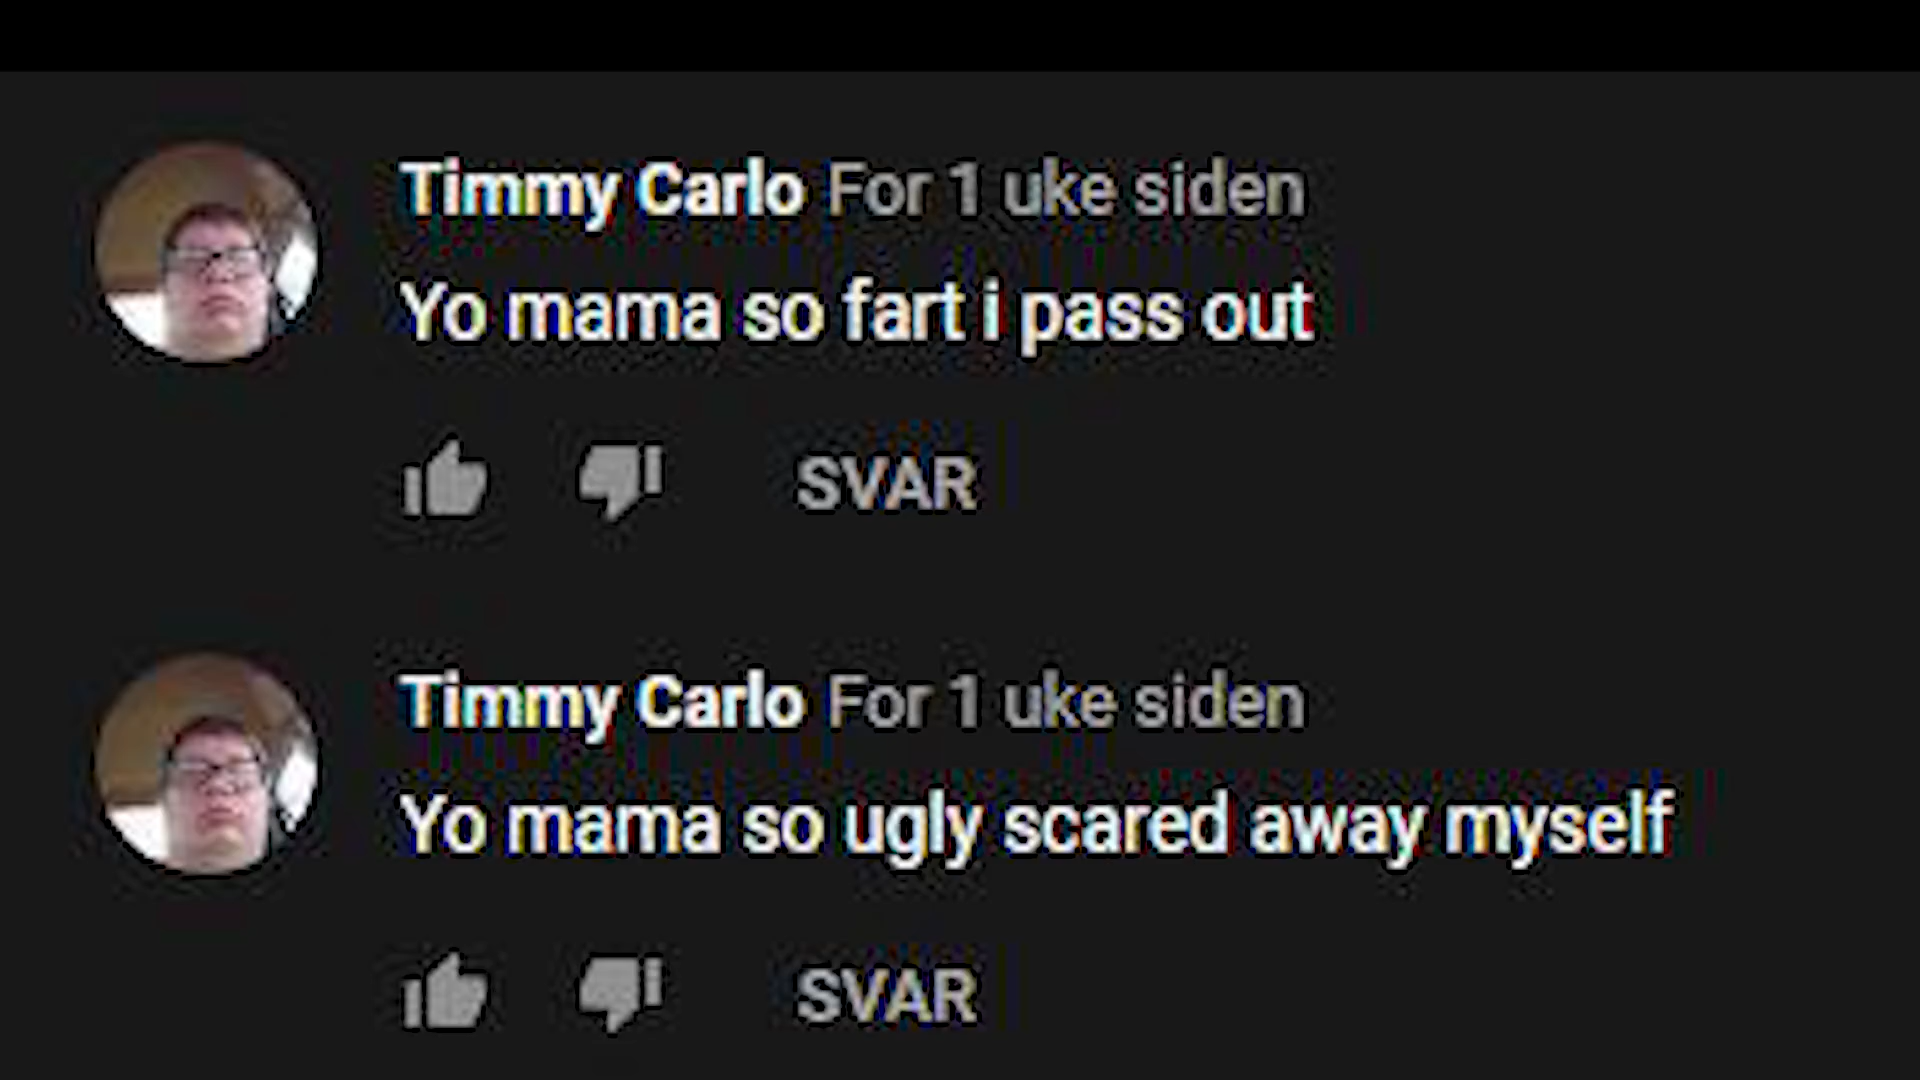 Timmy Carlo For 1 uke siden
Yo mama so fart i pass out
SVAR
Timmy Carlo For 1 uke siden
Yo mama so ugly scared away myself
SVAR